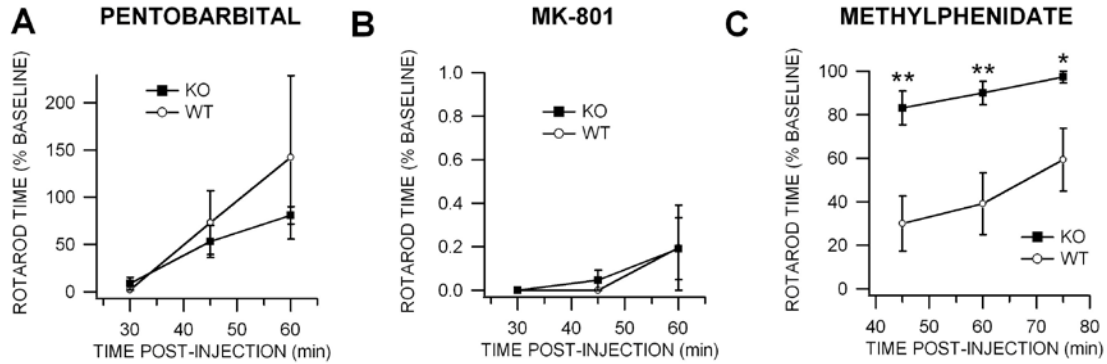 A PENTOBARBITAL
ROTAROD TIME (% BASELINE)
200
150
100
50
0
KO
WT
30 40 50 60
TIME POST-INJECTION (min)
B MK-801
ROTAROD TIME (% BASELINE)
1.0
0.8
0.6
0.4
0.2
0.0
KO
WT
30 40 50 60
TIME POST-INJECTION (min)
C METHYLPHENIDATE
ROTAROD TIME (% BASELINE)
100
80
60
40
20
0
** ** *
KO
WT
40 50 60 70 80
TIME POST-INJECTION (min)